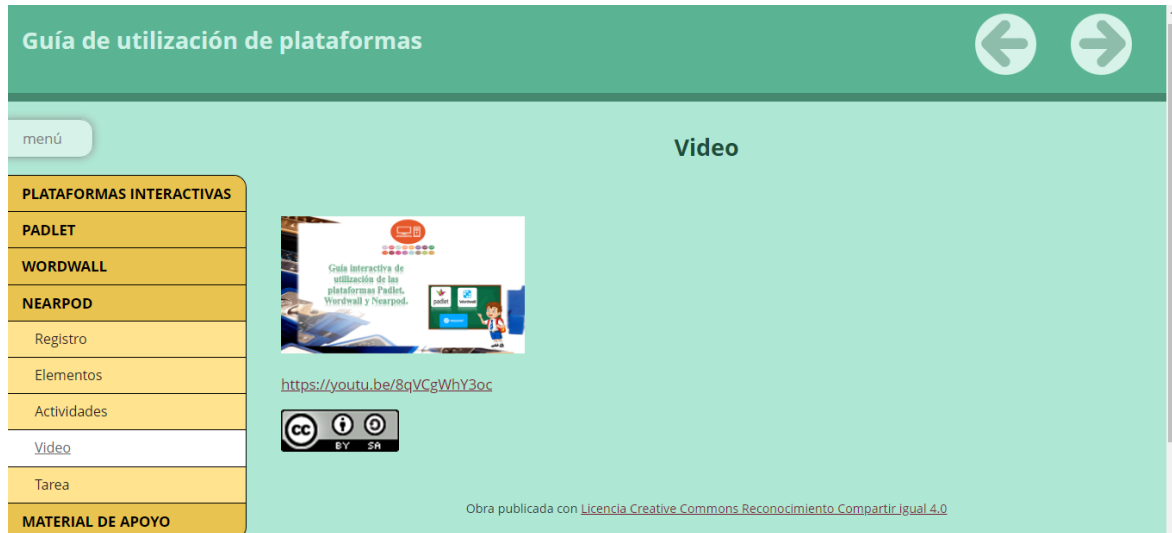 Guía de utilización de plataformas
menú
Video
PLATAFORMAS INTERACTIVAS
PADLET
WORDWALL
NEARPOD
Registro
Elementos
Actividades
Video
Tarea
MATERIAL DE APOYO
Guia interactiva de
utilización de las
plataformas Padlet,
Wordwall y Nearpod.
padlet
Wordwall
https://youtu.be/8qVCgWhY3oc
cc
BY SA
Obra publicada con Licencia Creative Commons Reconocimiento Compartir igual 4.0